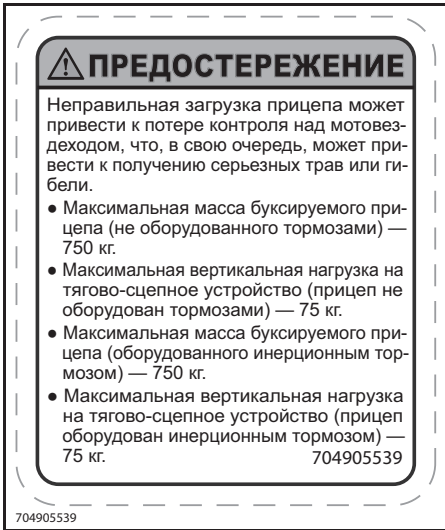 ПРЕДОСТЕРЕЖЕНИЕ
Неправильная загрузка прицепа может
привести к потере контроля над мотовез-
деходом, что, в свою очередь, может при-
вести к получению серьезных трав или ги-
бели.
● Максимальная масса буксируемого при-
цепа (не оборудованного тормозами) —
750 кг.
● Максимальная вертикальная нагрузка на
тягово-сцепное устройство (прицеп не
оборудован тормозами) — 75 кг.
● Максимальная масса буксируемого при-
цепа (оборудованного инерционным тор-
мозом) — 750 кг.
● Максимальная вертикальная нагрузка
на тягово-сцепное устройство (прицеп
оборудован инерционным тормозом) —
75 кг. 704905539
704905539